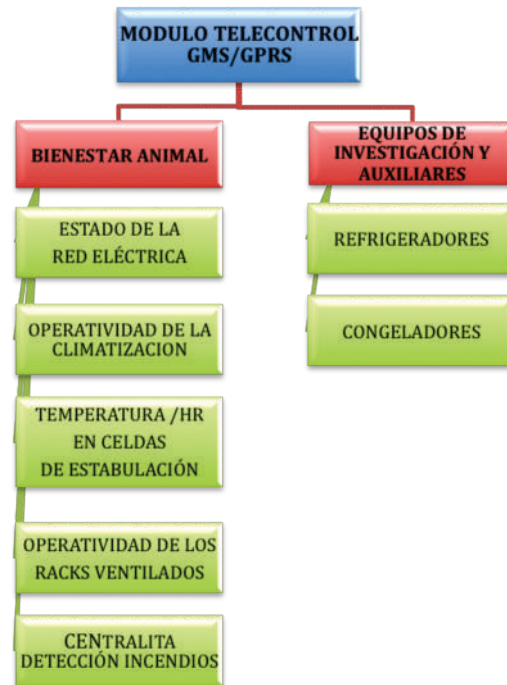 MODULO TELECONTROL
GMS/GPRS
BIENESTAR ANIMAL
ESTADO DE LA
RED ELÉCTRICA
OPERATIVIDAD DE LA
CLIMATIZACION
TEMPERATURA /HR
EN CELDAS
DE ESTABULACIÓN
OPERATIVIDAD DE LOS
RACKS VENTILADOS
CENtralita
DETECCIÓN INCENDIOS
EQUIPOS DE
INVESTIGACIÓN Y
AUXILIARES
REFRIGERADORES
CONGELADORES